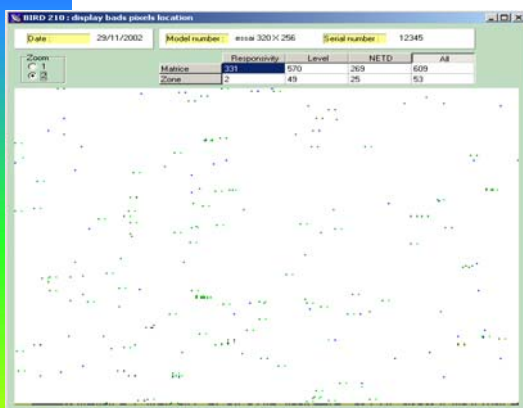 BIRD 210 : display bads pixels location
Date : 29/11/2002 Model number : essai 320 X 256 Serial number : 12345
Zoom
1
2
Responsivity Level NETD All
Matrice 331 570 269 609
Zone 2 49 25 53